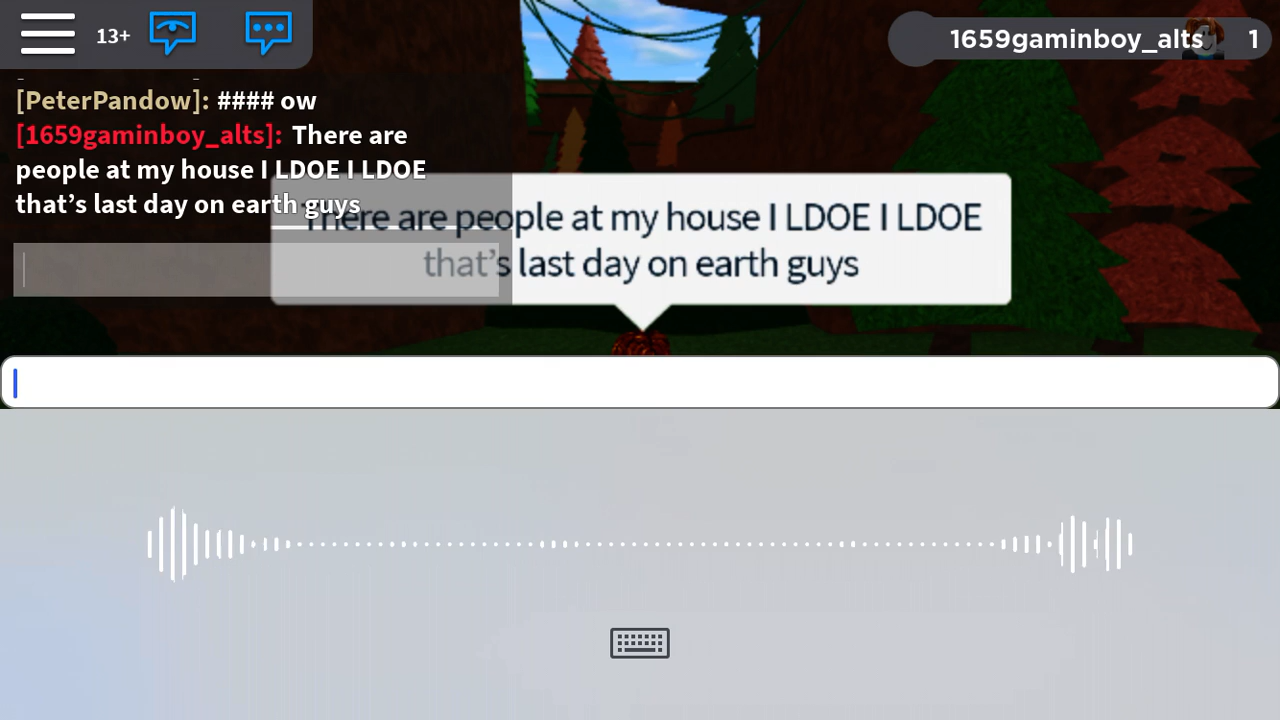 13+
1659gaminboy_alts 1
[PeterPandow]: #### ow
[1659gaminboy_alts]: There are
people at my house I LDOE I LDOE
that’s last day on earth guys
There are people at my house I LDOE I LDOE
that’s last day on earth guys